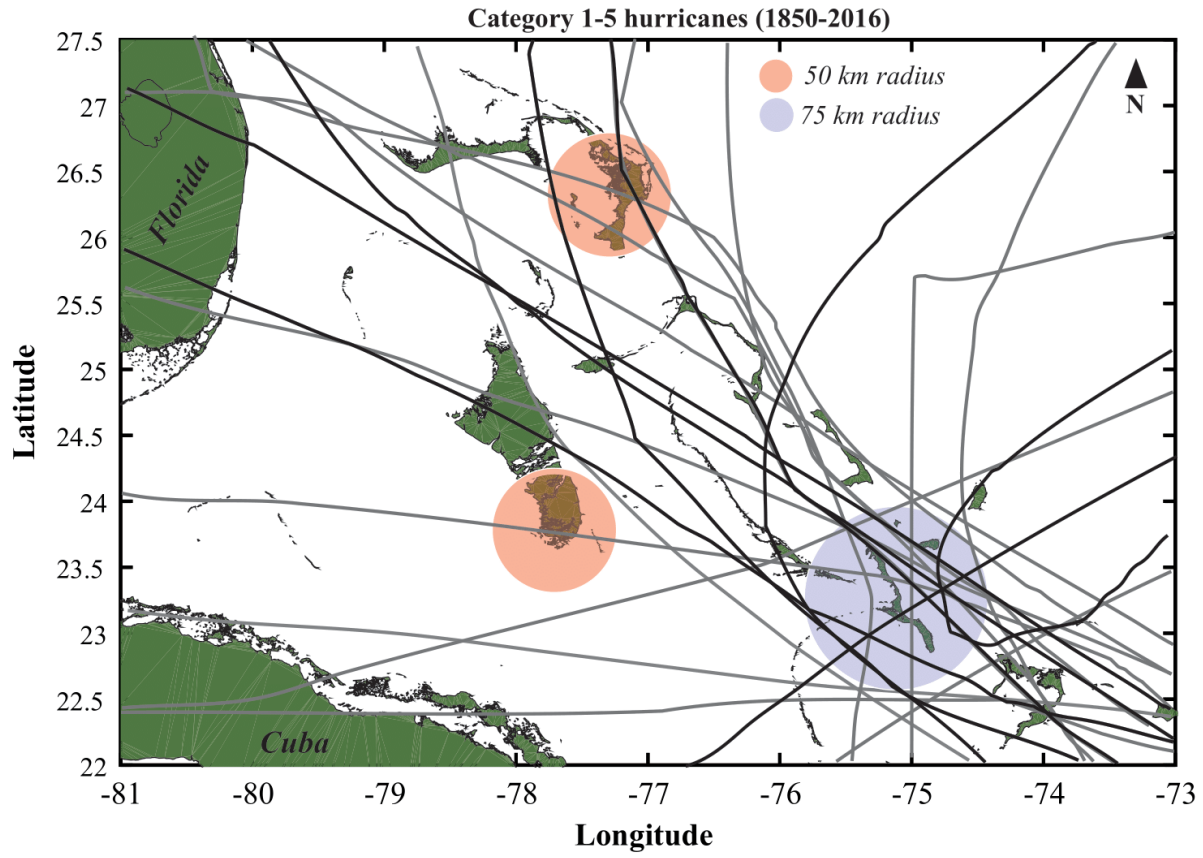 Category 1-5 hurricanes (1850-2016)
27.5
27
26.5
26
25.5
25
24.5
24
23.5
23
22.5
22
Latitude
50 km radius
75 km radius
N
Florida
Cuba
-81 -80 -79 -78 -77 -76 -75 -74 -73
Longitude